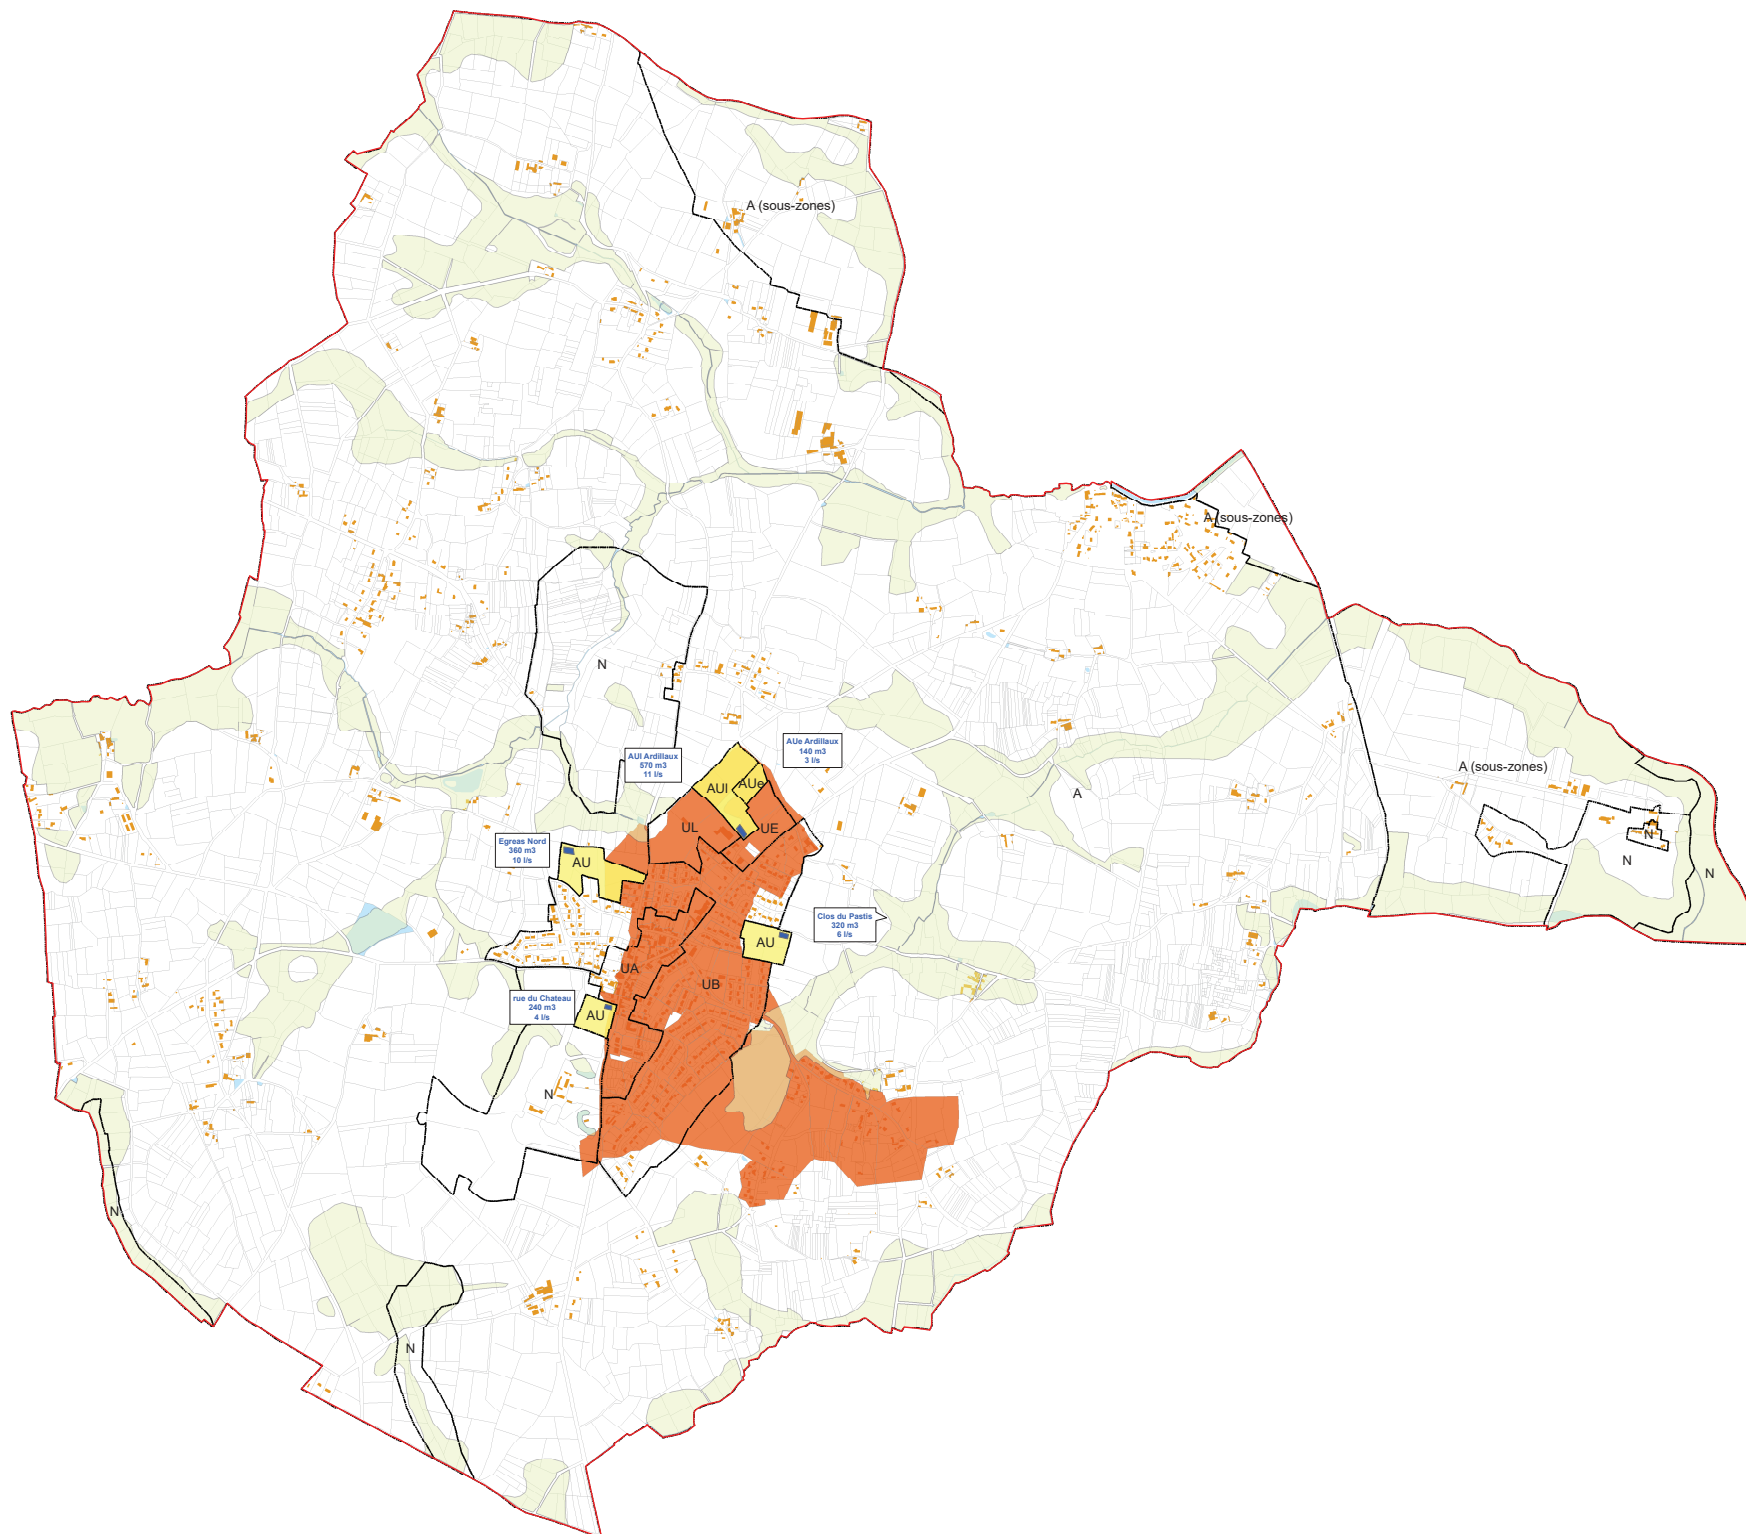 A (sous-zones)
A (sous-zones)
N
AUl Ardillaux
570 m3
11 l/s
AUe Ardillaux
140 m3
3 l/s
A (sous-zones)
AUl
AUe
A
UL
UE
N
Egreas Nord
360 m3
10 l/s
AU
N
N
Clos du Pastis
320 m3
6 l/s
AU
UA
UB
rue du Chateau
240 m3
4 l/s
AU
N
N
N